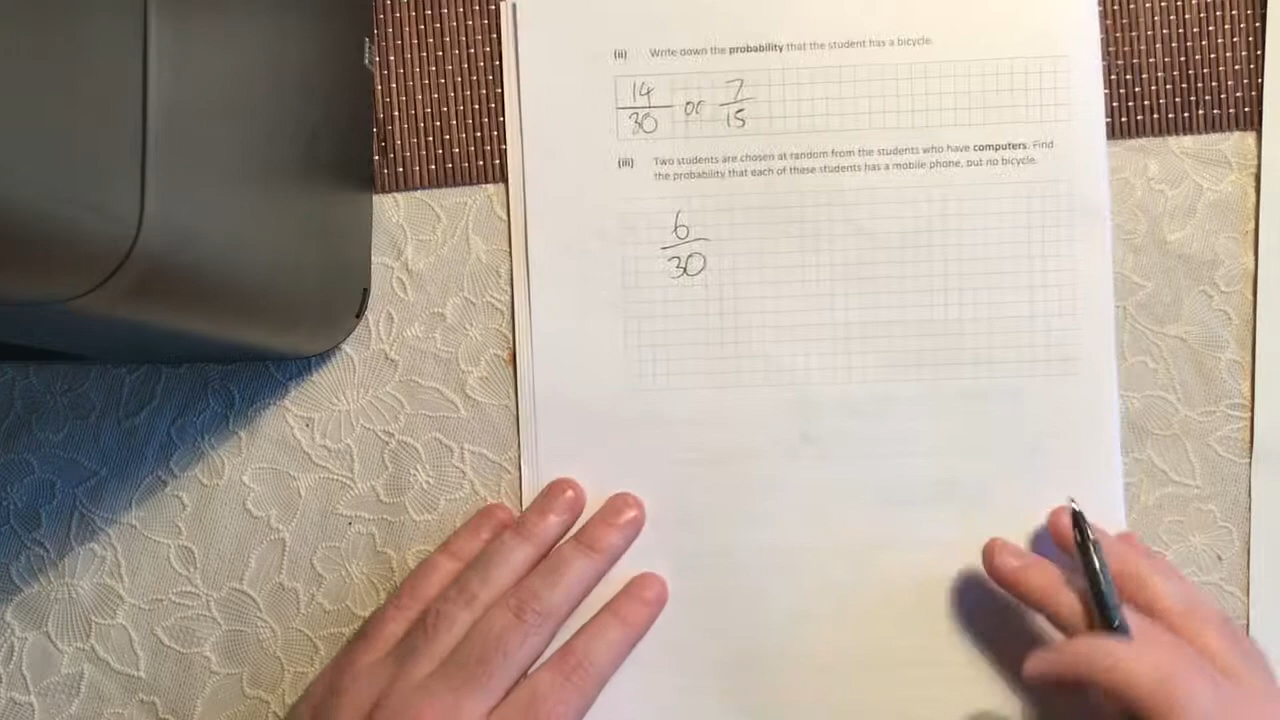 (ii) Write down the probability that the student has a bicycle.
14/30 or 7/15
(iii) Two students are chosen at random from the students who have computers. Find
the probability that each of these students has a mobile phone, but no bicycle.
6/30